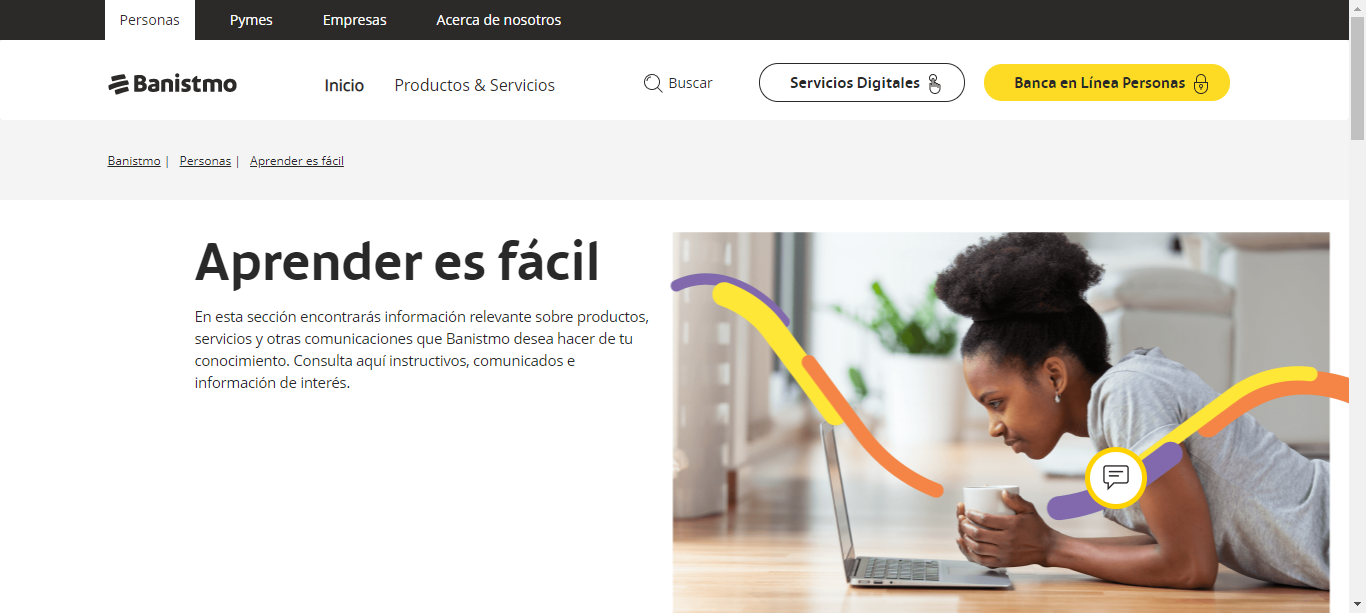 Personas Pymes Empresas Acerca de nosotros
Banistmo Inicio Productos & Servicios Buscar Servicios Digitales Banca en Línea Personas
Banistmo | Personas | Aprender es fácil
Aprender es fácil
En esta sección encontrarás información relevante sobre productos,
servicios y otras comunicaciones que Banistmo desea hacer de tu
conocimiento. Consulta aquí instructivos, comunicados e
información de interés.